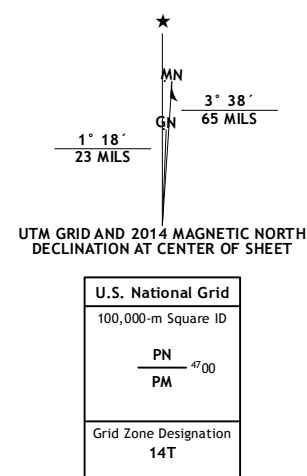 ★
MN
3° 38´
65 MILS
GN
1° 18´
23 MILS
UTM GRID AND 2014 MAGNETIC NORTH
DECLINATION AT CENTER OF SHEET
U.S. National Grid
100,000-m Square ID
PN
4700
PM
Grid Zone Designation
14T